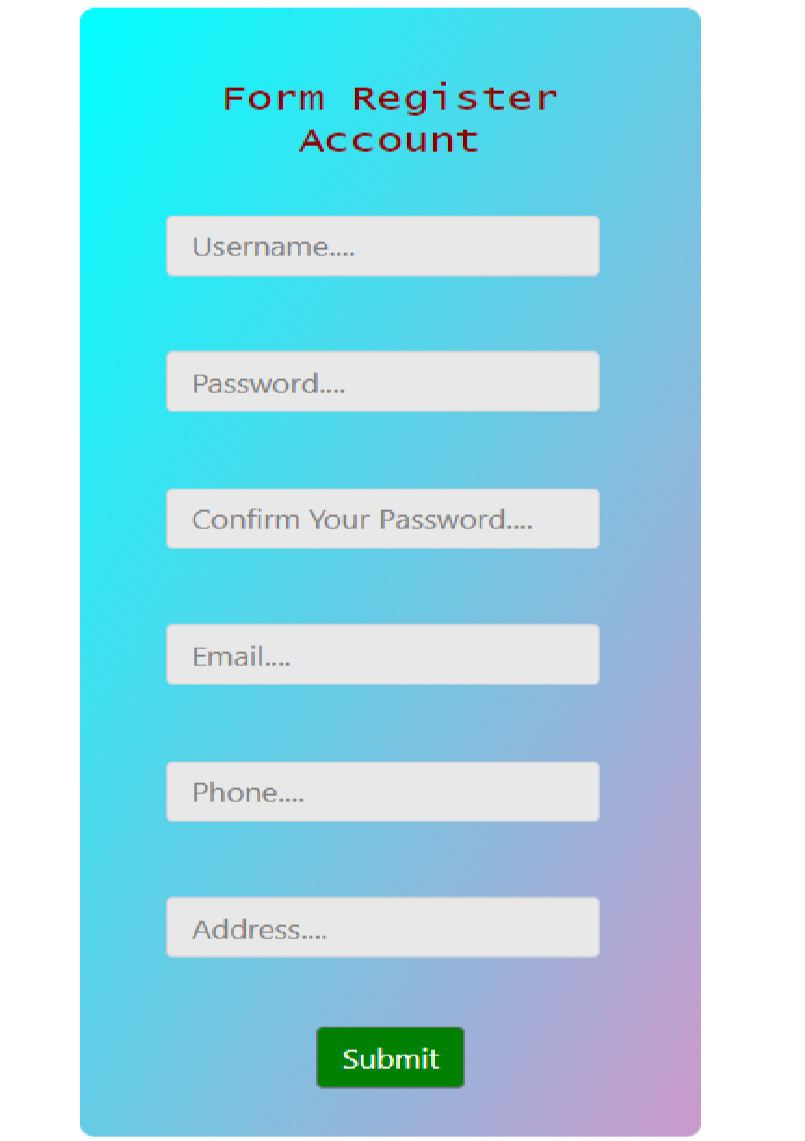 Form Register
Account
Username....
Password....
Confirm Your Password....
Email....
Phone....
Address....
Submit